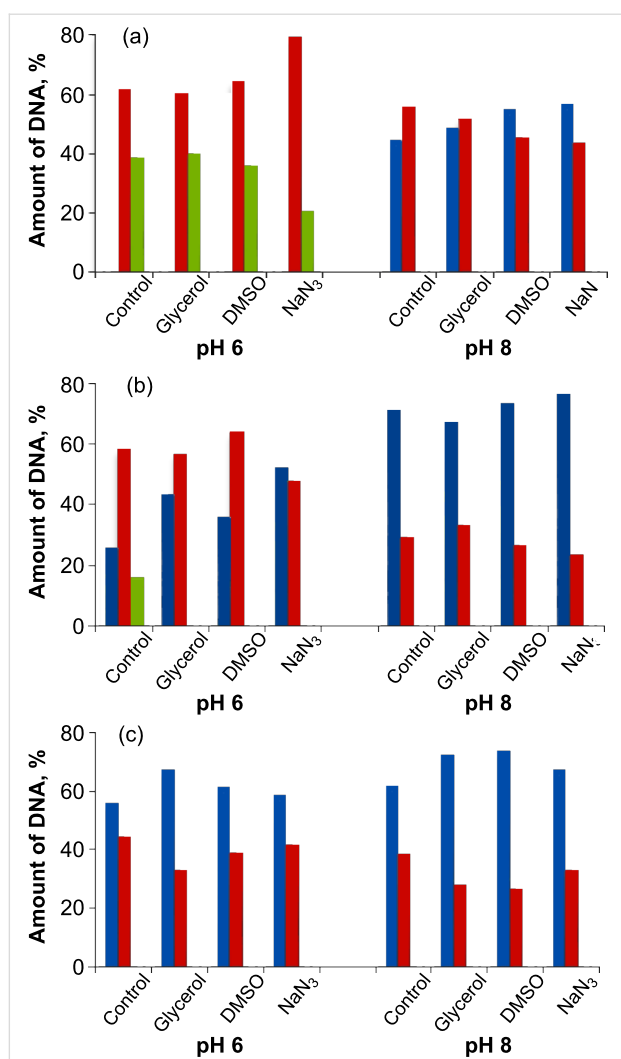 (a)
Amount of DNA, %
80
60
40
20
0
Control
Glycerol
DMSO
NaN₃
Control
Glycerol
DMSO
NaN
pH 6
pH 8
(b)
Amount of DNA, %
80
60
40
20
0
Control
Glycerol
DMSO
NaN₃
Control
Glycerol
DMSO
NaN
pH 6
pH 8
(c)
Amount of DNA, %
80
60
40
20
0
Control
Glycerol
DMSO
NaN₃
Control
Glycerol
DMSO
NaN₃
pH 6
pH 8